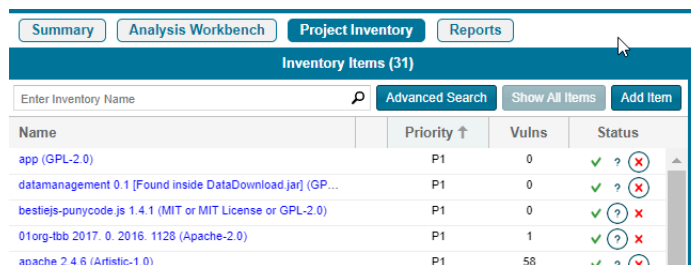 Summary Analysis Workbench Project Inventory Reports
Inventory Items (31)
Enter Inventory Name Advanced Search Show All Items Add Item
Name Priority Vulns Status
app (GPL-2.0) P1 0 ?
datamanagement 0.1 [Found inside DataDownload.jar] (GP... P1 0 ?
bestiejs-punycode.js 1.4.1 (MIT or MIT License or GPL-2.0) P1 0 ?
01org-tbb 2017. 0. 2016. 1128 (Apache-2.0) P1 1 ?
apache 2.4.6 (Artistic-1.0) P1 58 ?